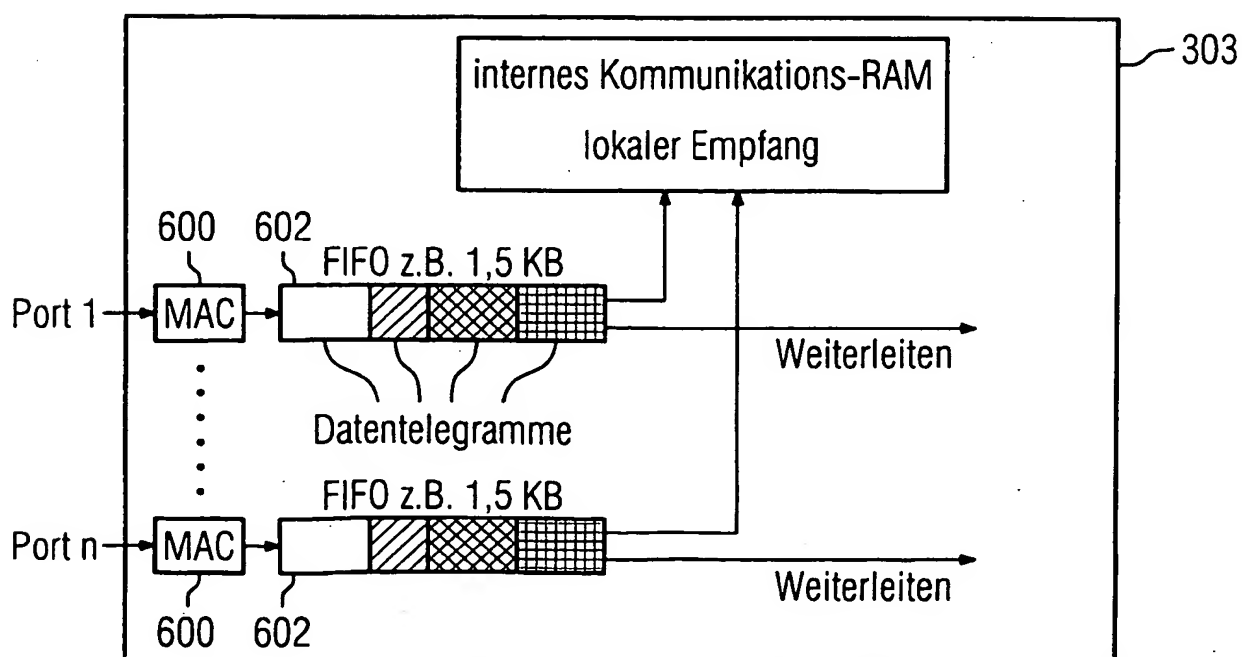 303
internes Kommunikations-RAM
lokaler Empfang
600 602
FIFO z.B. 1,5 KB
Port 1 MAC
Weiterleiten
Datentelegramme
FIFO z.B. 1,5 KB
Port n MAC
Weiterleiten
600 602